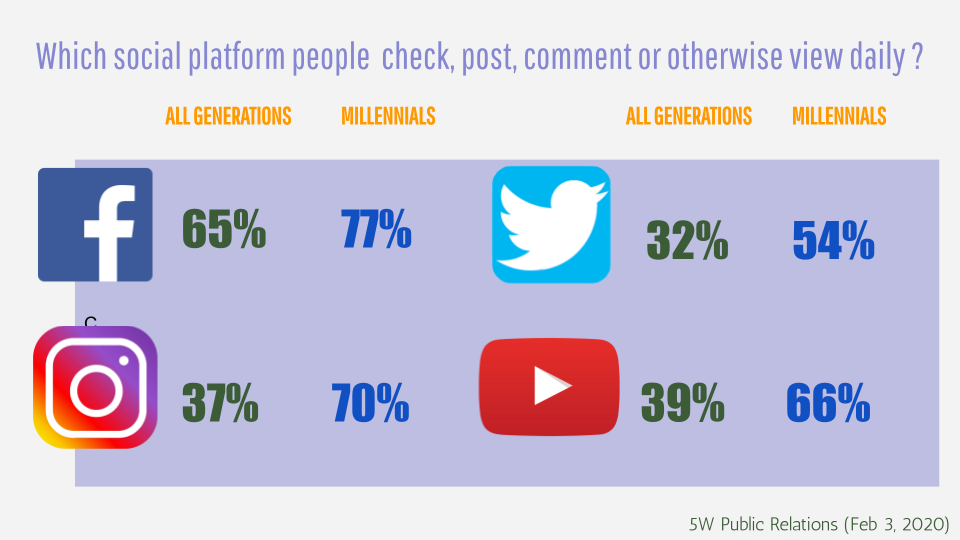 Which social platform people check, post, comment or otherwise view daily ?
ALL GENERATIONS MILLENNIALS ALL GENERATIONS MILLENNIALS
65% 77% 32% 54%
C
37% 70% 39% 66%
5W Public Relations (Feb 3, 2020)